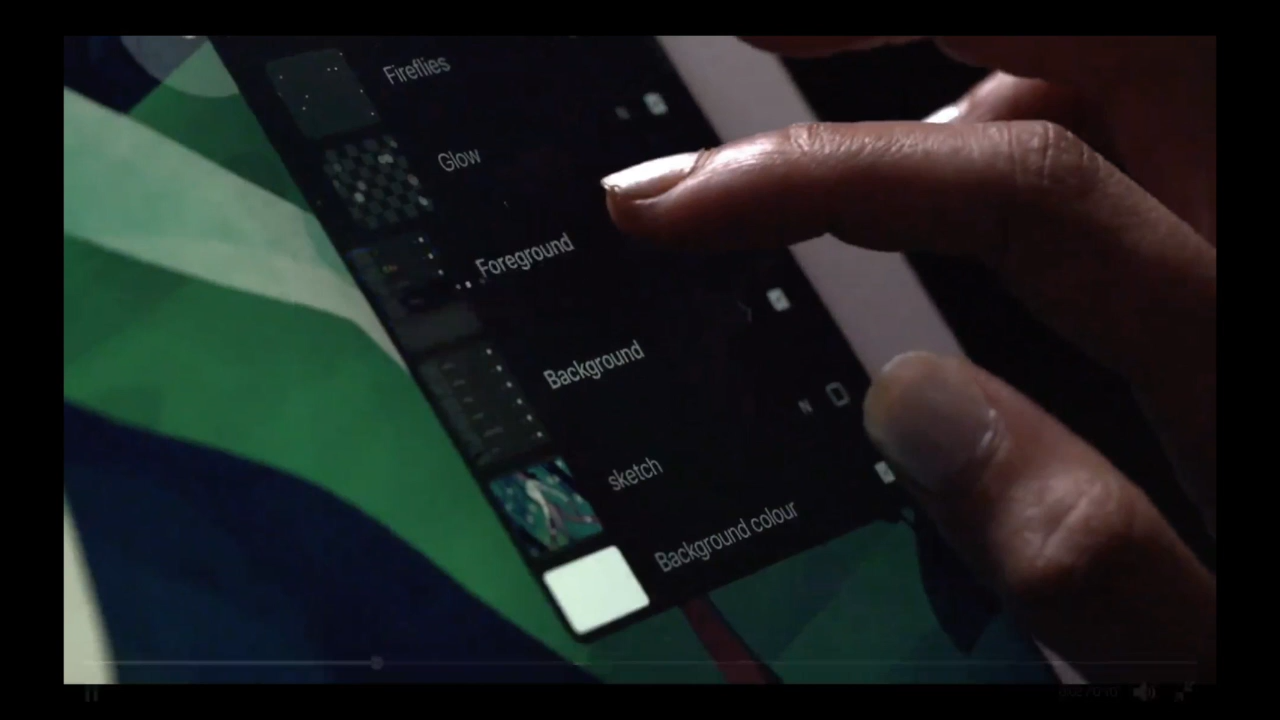 Fireflies
Glow
Foreground
Background
N
sketch
Background colour